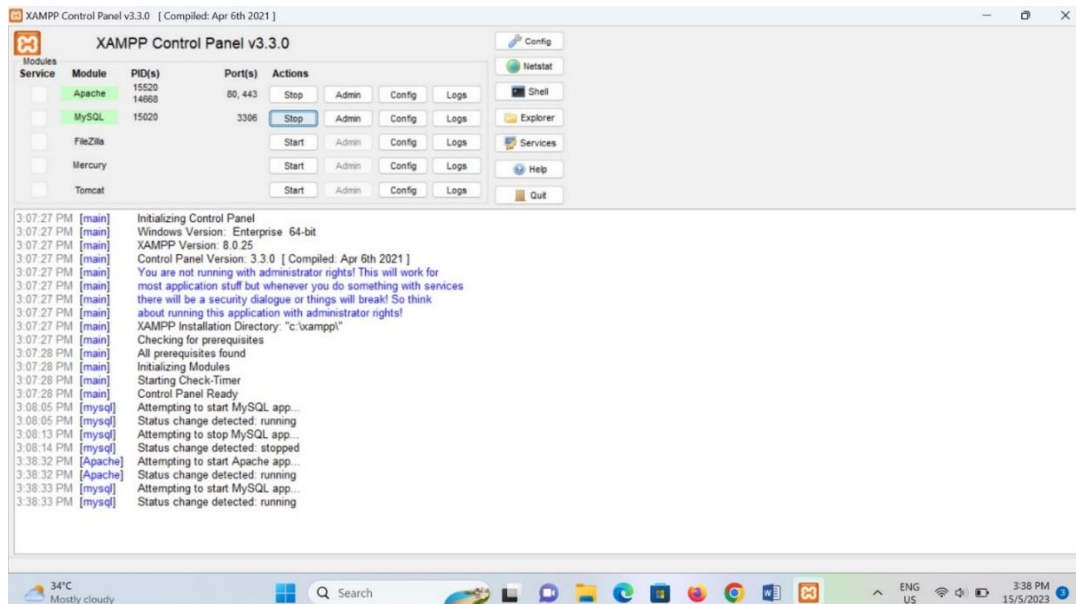 XAMPP Control Panel v3.3.0 [ Compiled: Apr 6th 2021 ]
XAMPP Control Panel v3.3.0
Config
Modules
Service Module PID(s) Port(s) Actions
Netstat
Apache 15520 14668 80, 443 Stop Admin Config Logs
Shell
MySQL 15020 3306 Stop Admin Config Logs
Explorer
FileZilla Start Admin Config Logs
Services
Mercury Start Admin Config Logs
Help
Tomcat Start Admin Config Logs
Quit
3:07:27 PM [main] Initializing Control Panel
3:07:27 PM [main] Windows Version: Enterprise 64-bit
3:07:27 PM [main] XAMPP Version: 8.0.25
3:07:27 PM [main] Control Panel Version: 3.3.0 [ Compiled: Apr 6th 2021 ]
3:07:27 PM [main] You are not running with administrator rights! This will work for
3:07:27 PM [main] most application stuff but whenever you do something with services
3:07:27 PM [main] there will be a security dialogue or things will break! So think
3:07:27 PM [main] about running this application with administrator rights!
3:07:27 PM [main] XAMPP Installation Directory: "c:\xampp\"
3:07:27 PM [main] Checking for prerequisites
3:07:28 PM [main] All prerequisites found
3:07:28 PM [main] Initializing Modules
3:07:28 PM [main] Starting Check-Timer
3:07:28 PM [main] Control Panel Ready
3:08:05 PM [mysql] Attempting to start MySQL app...
3:08:05 PM [mysql] Status change detected: running
3:08:13 PM [mysql] Attempting to stop MySQL app...
3:08:14 PM [mysql] Status change detected: stopped
3:38:32 PM [Apache] Attempting to start Apache app...
3:38:32 PM [Apache] Status change detected: running
3:38:33 PM [mysql] Attempting to start MySQL app...
3:38:33 PM [mysql] Status change detected: running
34°C
Mostly cloudy
Search
ENG
US
3:38 PM
15/5/2023
3